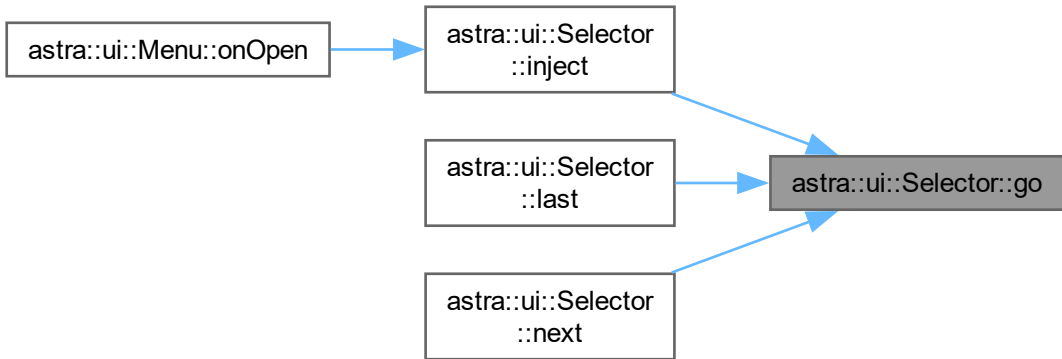 astra::ui::Menu::onOpen
astra::ui::Selector
::inject
astra::ui::Selector
::last
astra::ui::Selector::go
astra::ui::Selector
::next